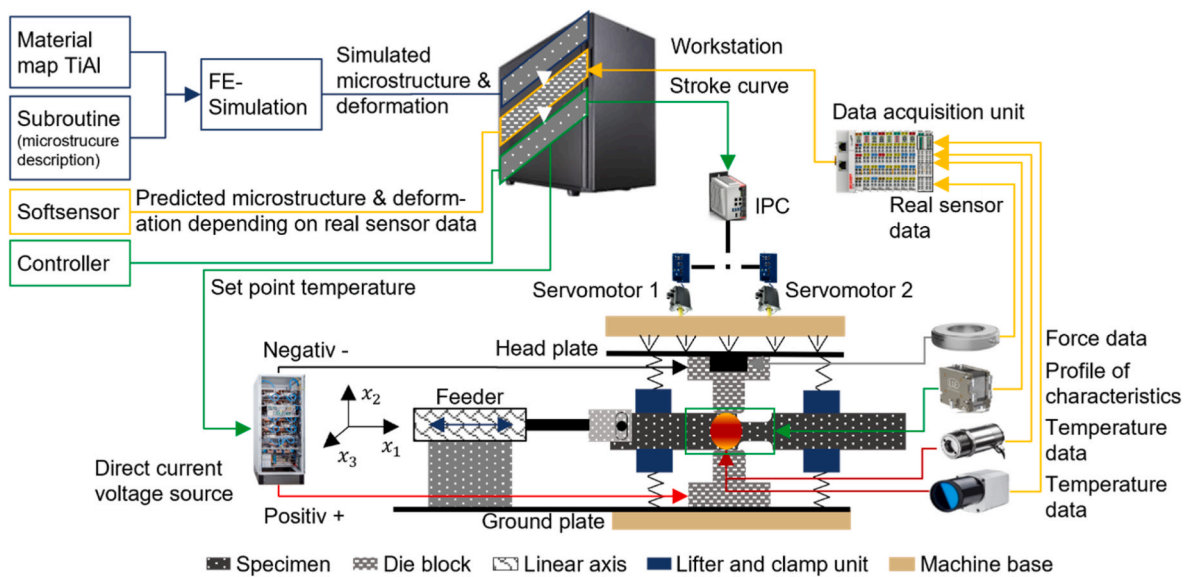 Material
map TiAl
Subroutine
(microstrucure
description)
FE-
Simulation
Simulated
microstructure &
deformation
Workstation
Stroke curve
Data acquisition unit
Real sensor
data
Softsensor
Predicted microstructure & deform-
ation depending on real sensor data
Controller
Set point temperature
IPC
Servomotor 1
Servomotor 2
Negativ -
Head plate
Force data
Profile of
characteristics
Feeder
x₂
x₁
x₃
Temperature
data
Temperature
data
Direct current
voltage source
Positiv +
Ground plate
Specimen
Die block
Linear axis
Lifter and clamp unit
Machine base